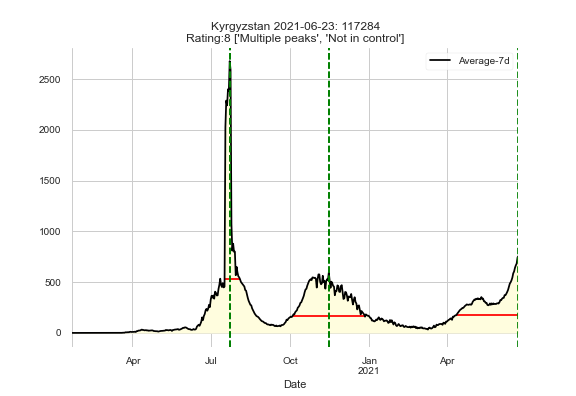 Kyrgyzstan 2021-06-23: 117284
Rating:8 ['Multiple peaks', 'Not in control']
Average-7d
2500
2000
1500
1000
500
0
Apr
Jul
Oct
Jan
2021
Apr
Date